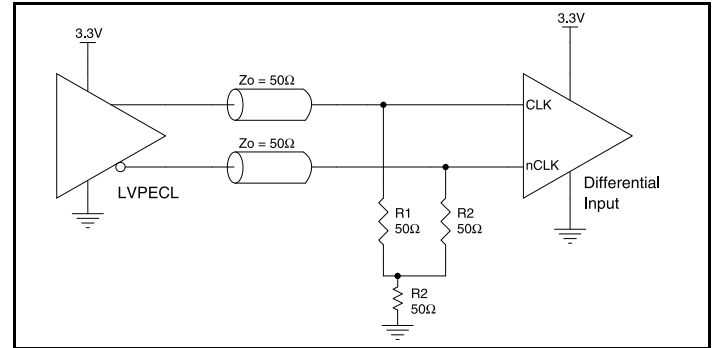 3.3V
3.3V
Zo = 50Ω
CLK
Zo = 50Ω
nCLK
LVPECL
Differential
Input
R1
50Ω
R2
50Ω
R2
50Ω